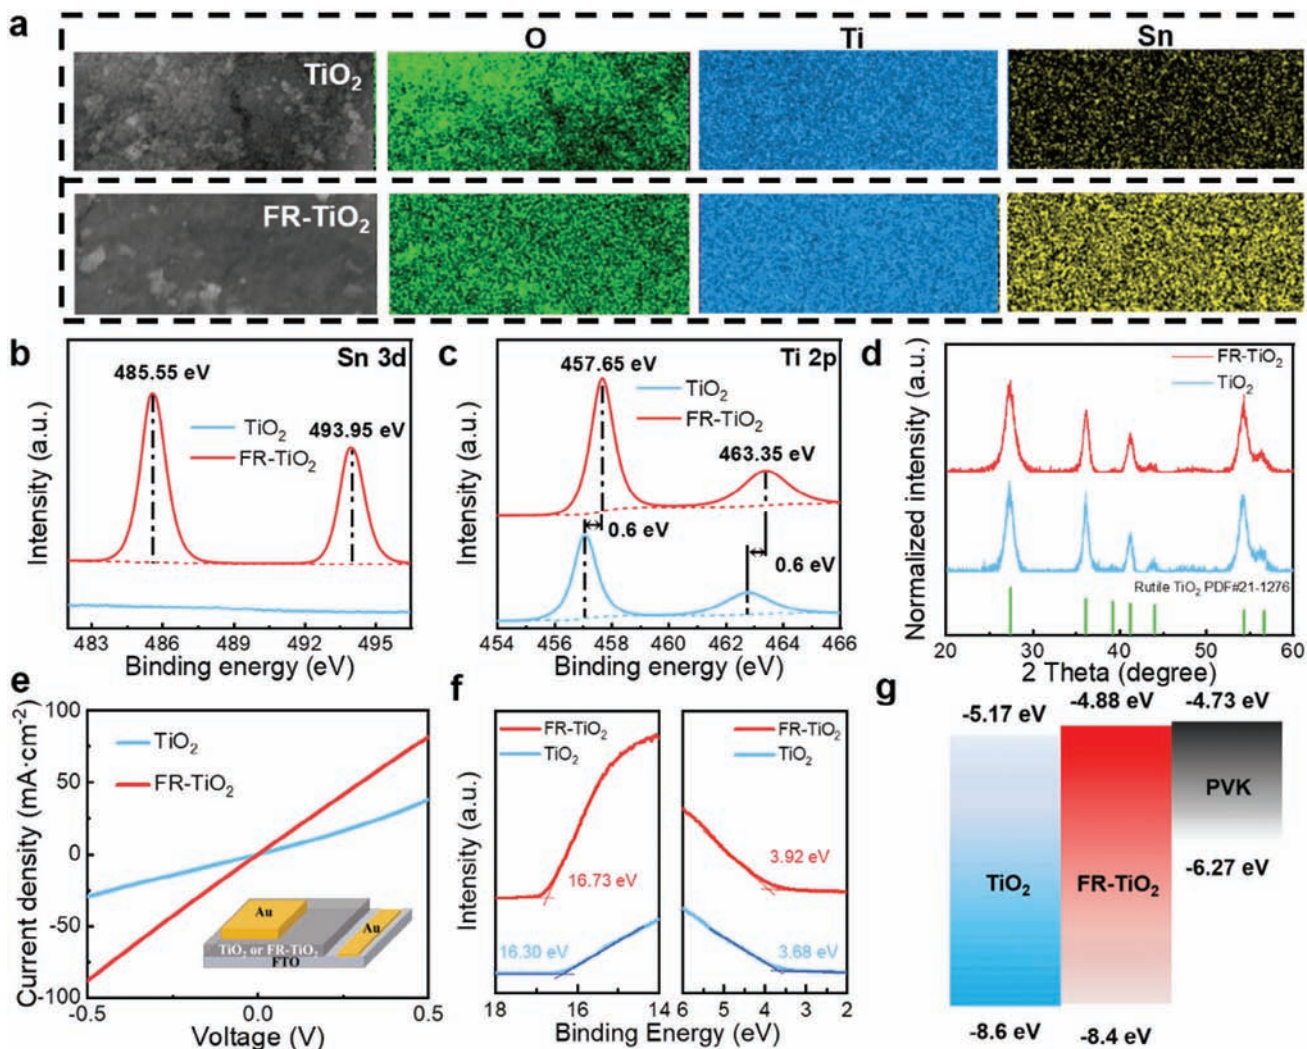 a
O
Ti
Sn
TiO₂
FR-TiO₂
b
Sn 3d
485.55 eV
TiO₂
493.95 eV
FR-TiO₂
Intensity (a.u.)
483 486 489 492 495
Binding energy (eV)
c
457.65 eV
Ti 2p
TiO₂
FR-TiO₂
463.35 eV
0.6 eV
0.6 eV
Intensity (a.u.)
454 456 458 460 462 464 466
Binding energy (eV)
d
FR-TiO₂
TiO₂
Rutile TiO₂ PDF#21-1276
Normalized intensity (a.u.)
20 30 40 50 60
2 Theta (degree)
e
100
50
0
-50
-100
TiO₂
FR-TiO₂
Current density (mA·cm⁻²)
Au
Au
TiO₂ or FR-TiO₂
FTO
-0.5 0.0 0.5
Voltage (V)
f
FR-TiO₂
TiO₂
16.73 eV
16.30 eV
FR-TiO₂
TiO₂
3.92 eV
3.68 eV
Intensity (a.u.)
18 16 14 6 5 4 3 2
Binding Energy (eV)
g
-5.17 eV
-4.88 eV
-4.73 eV
PVK
-6.27 eV
TiO₂
FR-TiO₂
-8.6 eV
-8.4 eV